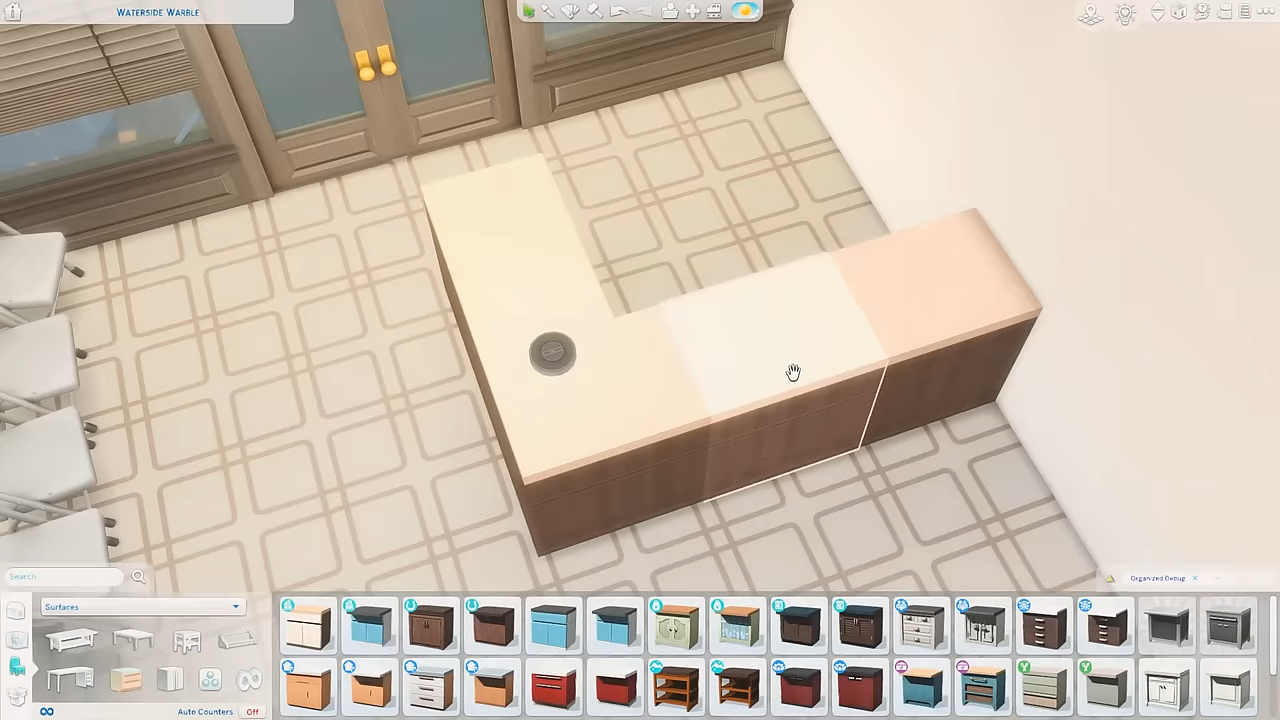 WATERSIDE WARBLE
Search
Organized Debug
Surfaces
Auto Counters
Off